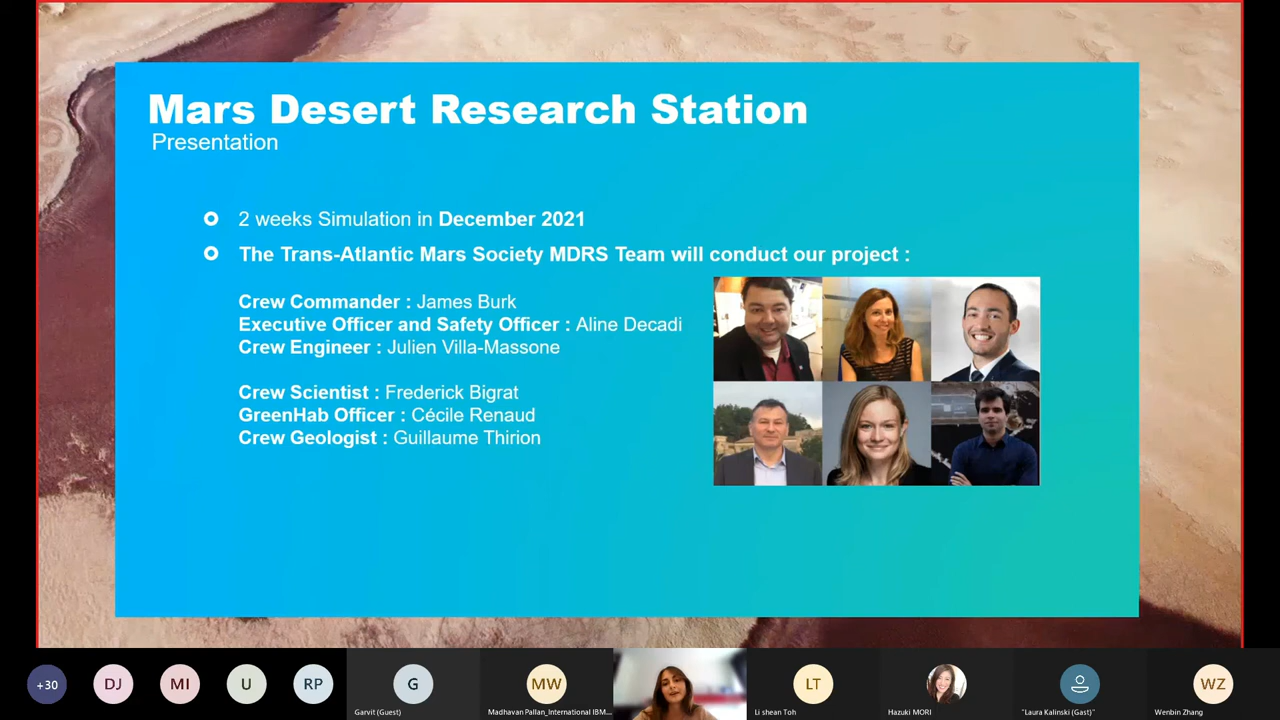 Mars Desert Research Station
Presentation
2 weeks Simulation in December 2021
The Trans-Atlantic Mars Society MDRS Team will conduct our project :
Crew Commander : James Burk
Executive Officer and Safety Officer : Aline Decadi
Crew Engineer : Julien Villa-Massone
Crew Scientist : Frederick Bigrat
GreenHab Officer : Cécile Renaud
Crew Geologist : Guillaume Thirion
+30
DJ
MI
U
RP
G
MW
LT
WZ
Garvit (Guest)
Madhavan Pallan_International IBM...
Li shean Toh
Hazuki MORI
"Laura Kalinski (Gast)"
Wenbin Zhang